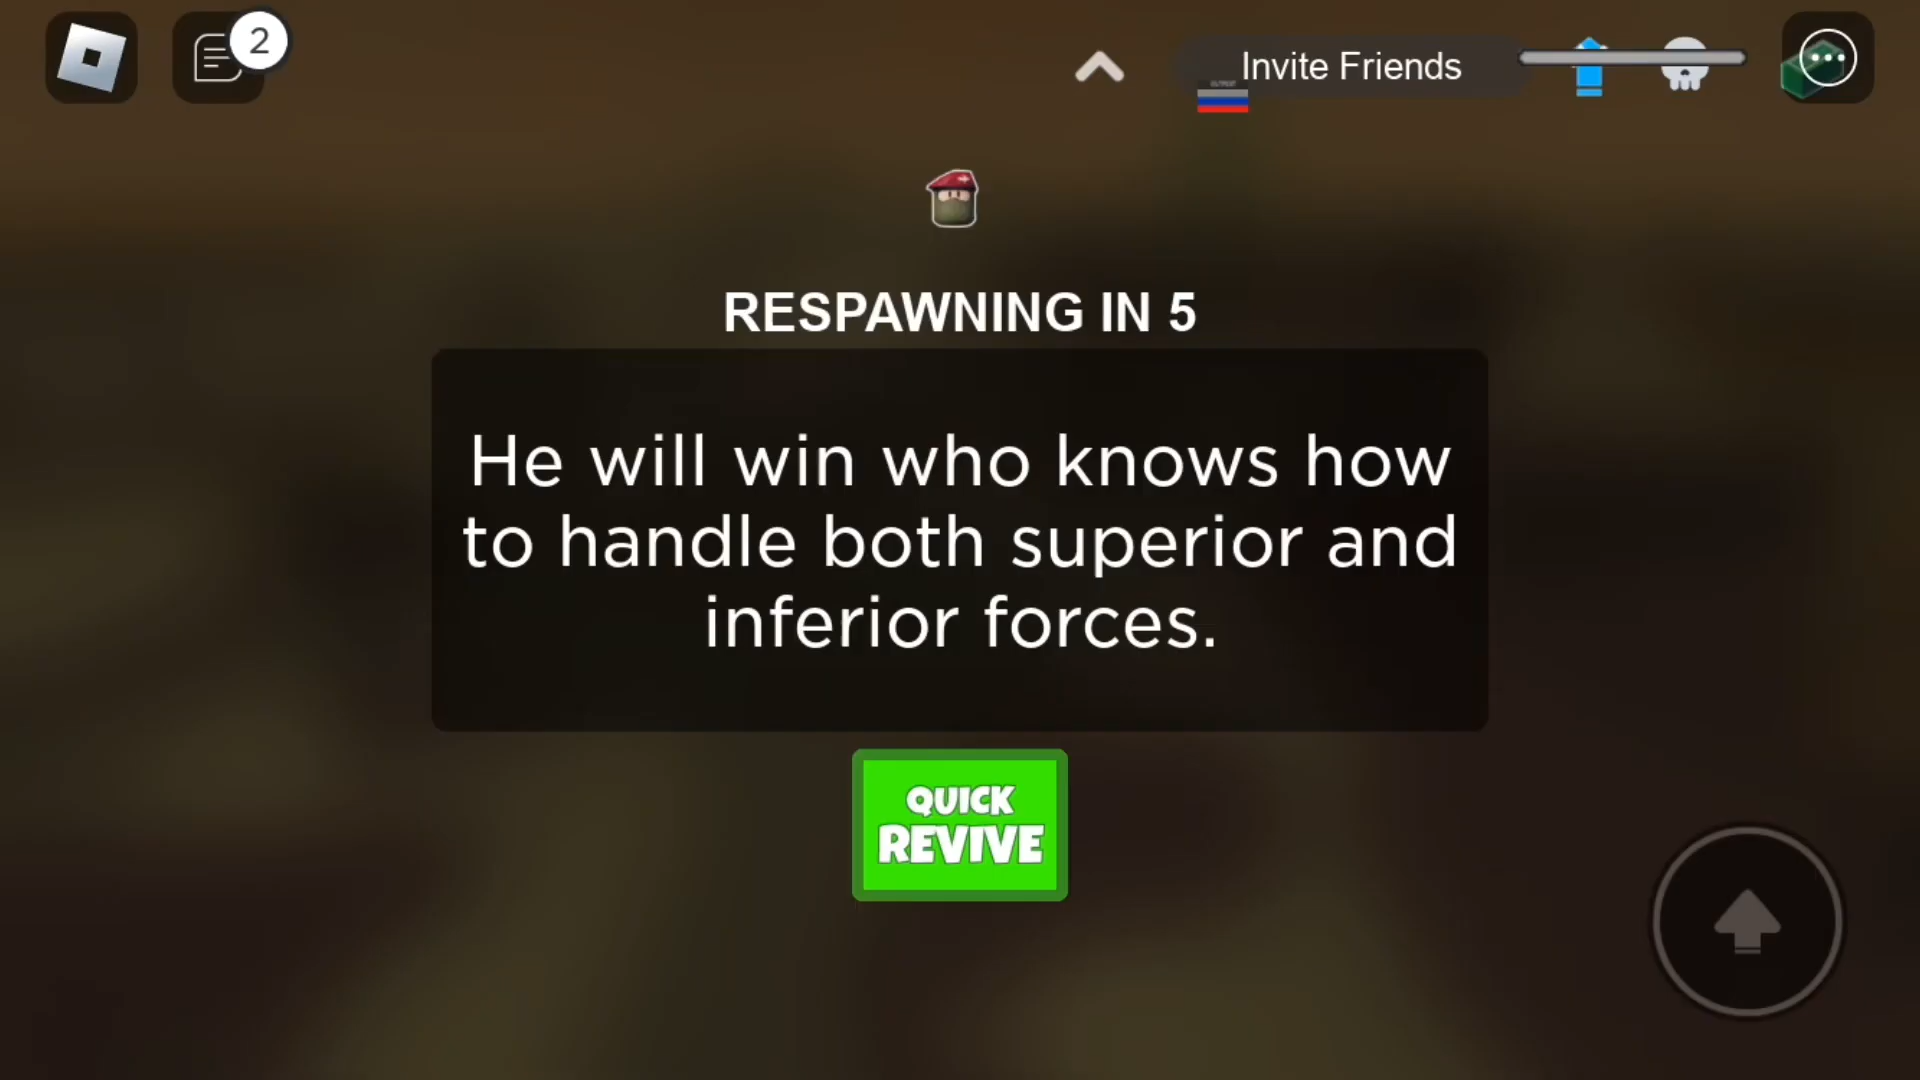 2
Invite Friends
RESPAWNING IN 5
He will win who knows how
to handle both superior and
inferior forces.
QUICK
REVIVE